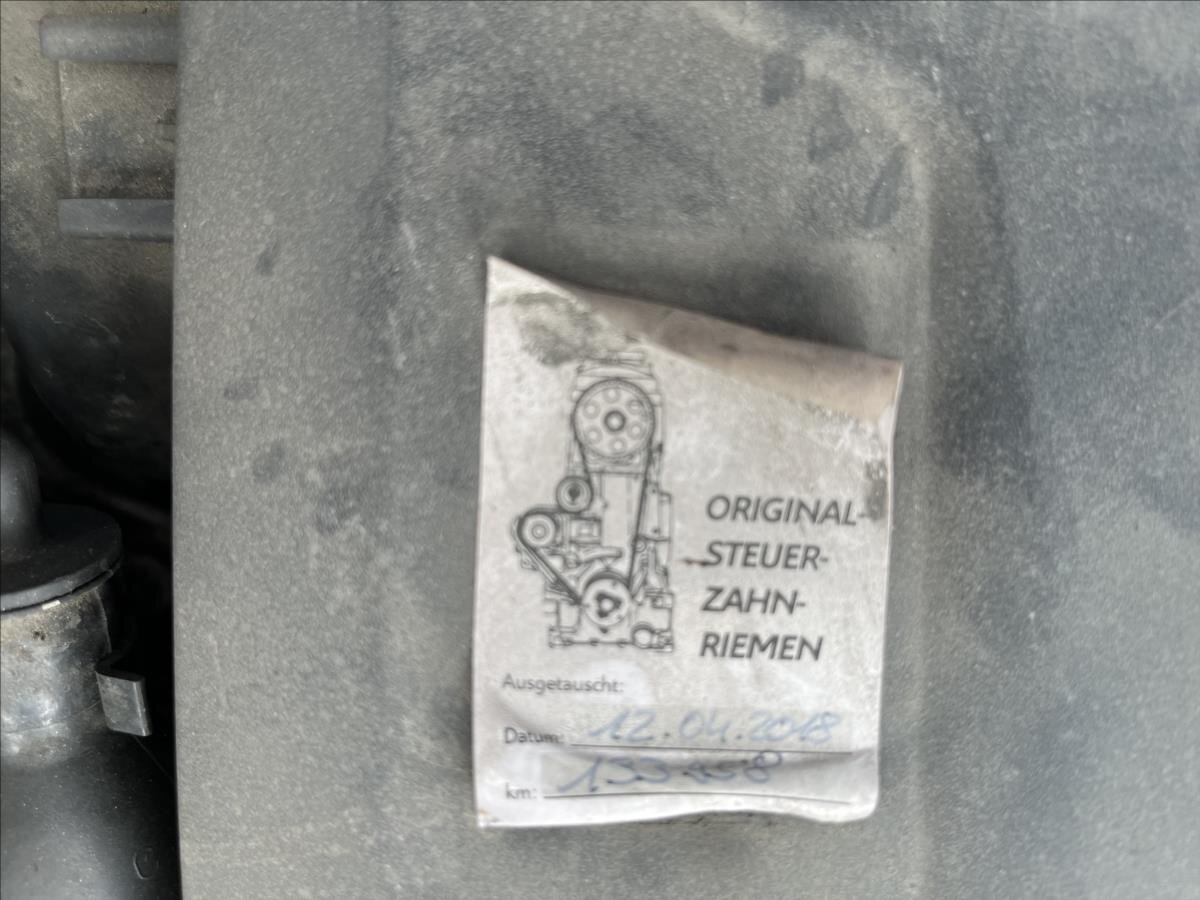 ORIGINAL-
STEUER-
ZAHN-
RIEMEN
Ausgetauscht:
Datum: 12.04.2018
km: